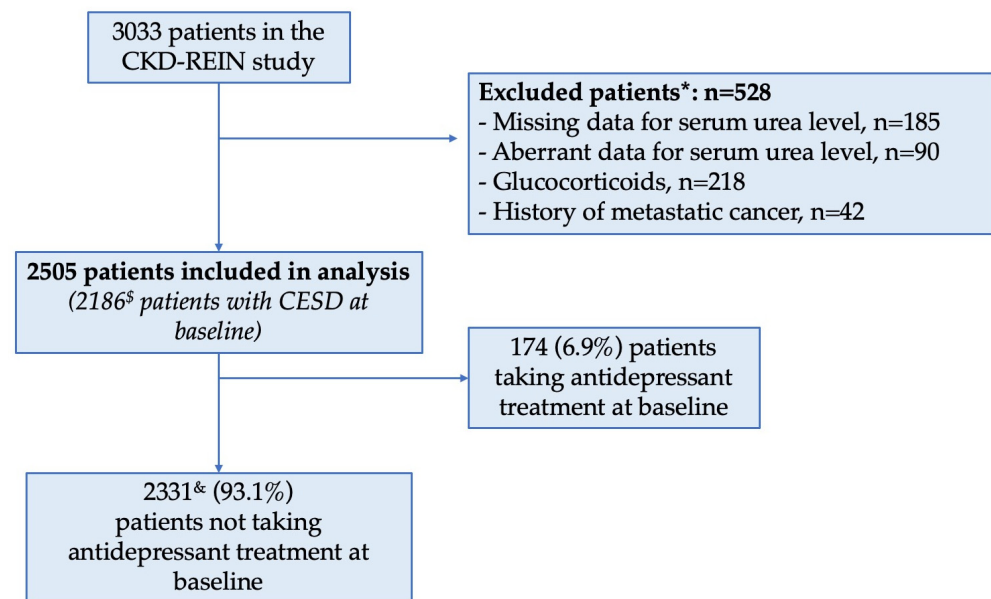 3033 patients in the
CKD-REIN study
Excluded patients*: n=528
- Missing data for serum urea level, n=185
- Aberrant data for serum urea level, n=90
- Glucocorticoids, n=218
- History of metastatic cancer, n=42
2505 patients included in analysis
(2186$ patients with CESD at
baseline)
174 (6.9%) patients
taking antidepressant
treatment at baseline
2331& (93.1%)
patients not taking
antidepressant treatment at
baseline